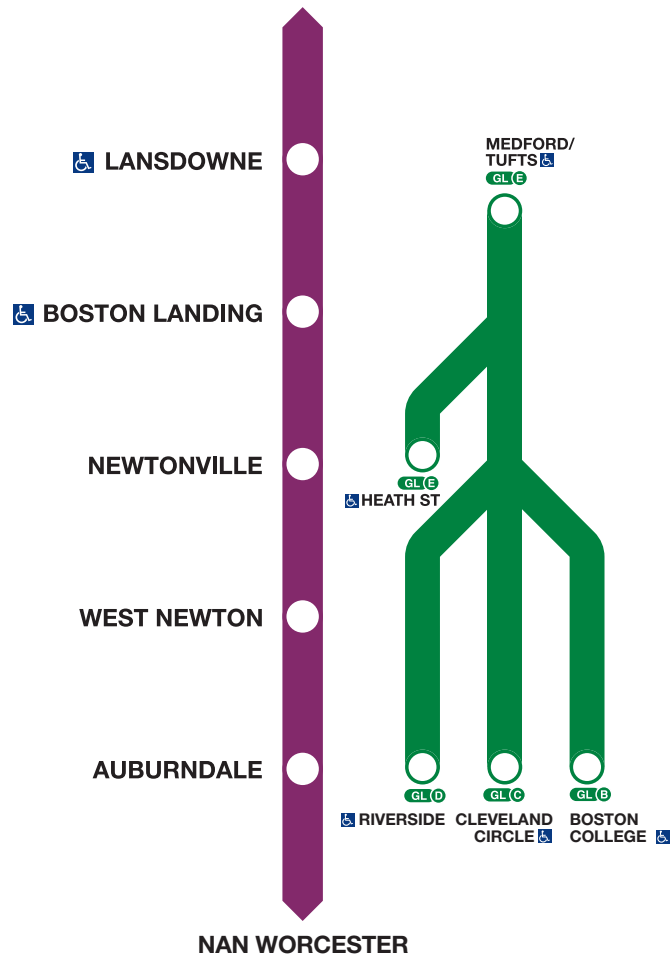 LANSDOWNE
BOSTON LANDING
NEWTONVILLE
WEST NEWTON
AUBURNDALE
NAN WORCESTER
MEDFORD/
TUFTS
GL E
GL E
HEATH ST
GL D
RIVERSIDE
GL C
CLEVELAND
CIRCLE
GL B
BOSTON
COLLEGE